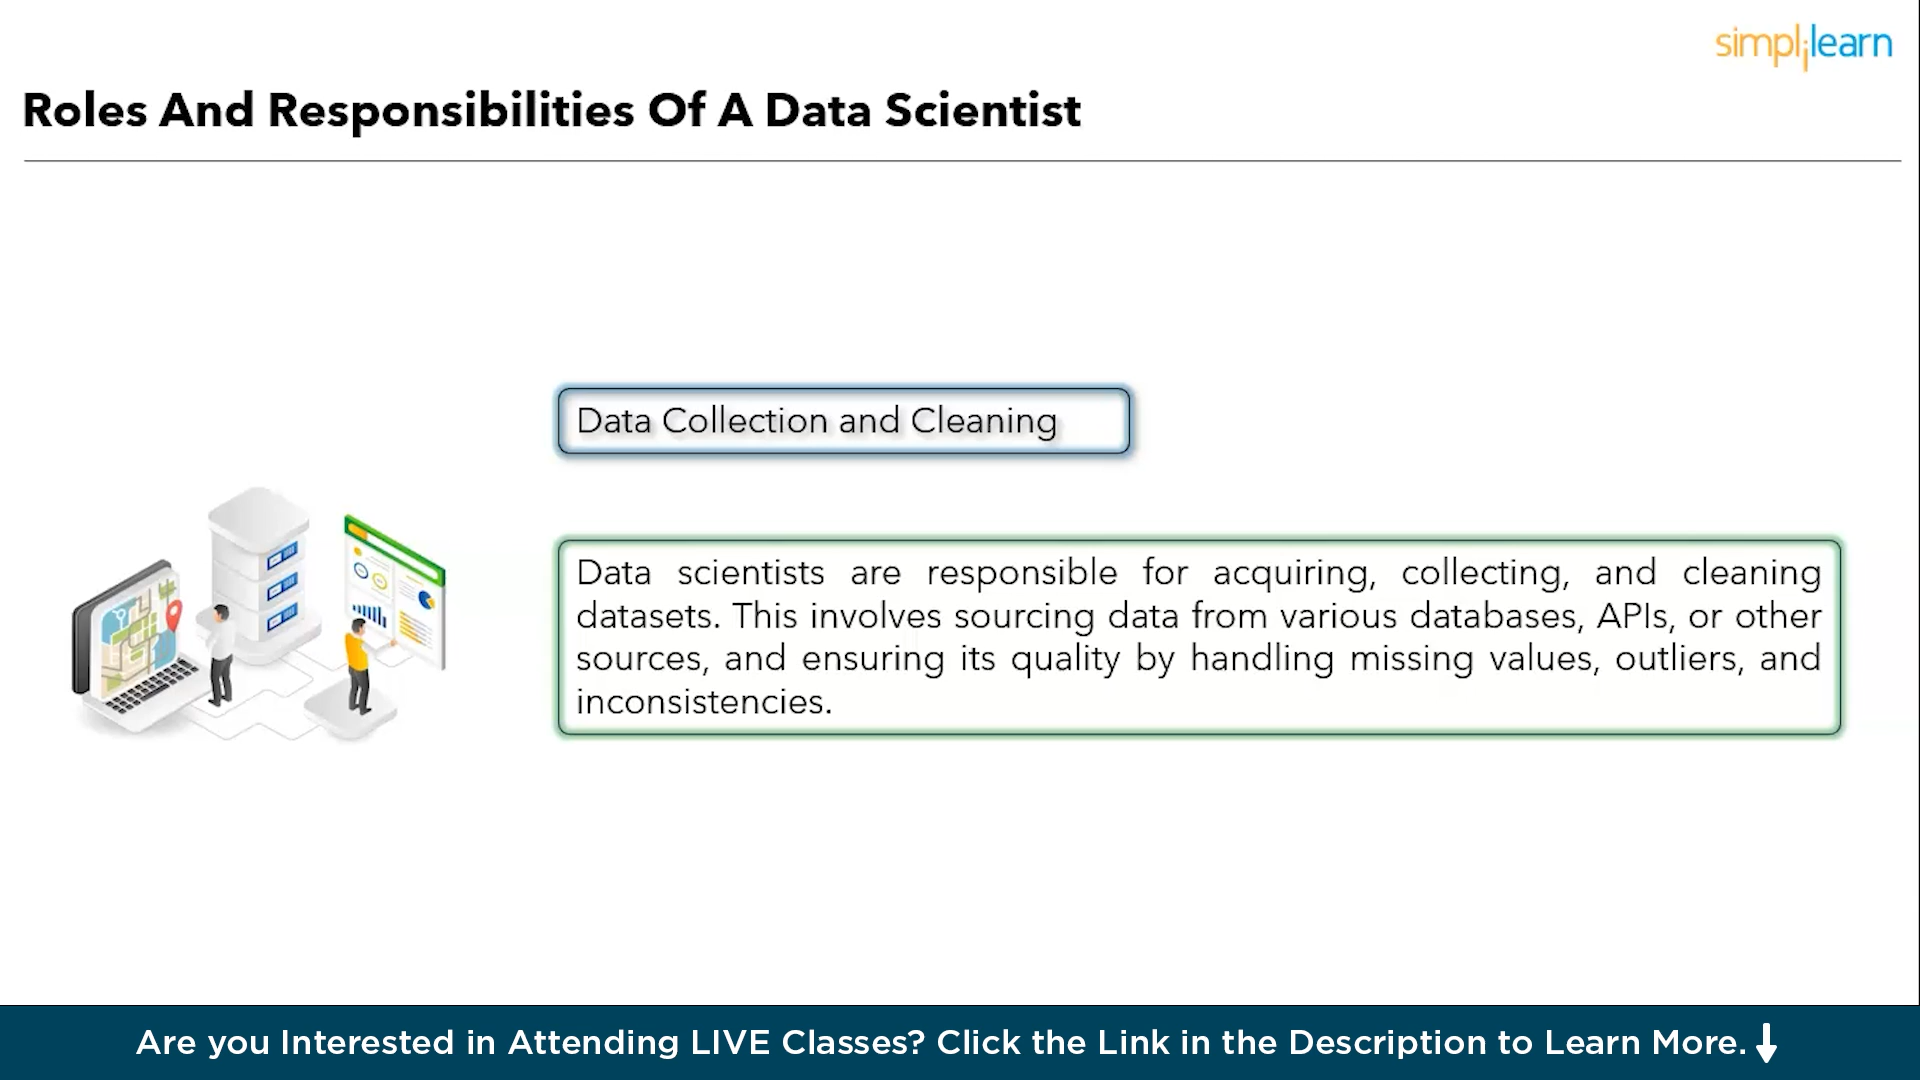 simplilearn
Roles And Responsibilities Of A Data Scientist
Data Collection and Cleaning
Data scientists are responsible for acquiring, collecting, and cleaning
datasets. This involves sourcing data from various databases, APIs, or other
sources, and ensuring its quality by handling missing values, outliers, and
inconsistencies.
Are you Interested in Attending LIVE Classes? Click the Link in the Description to Learn More.